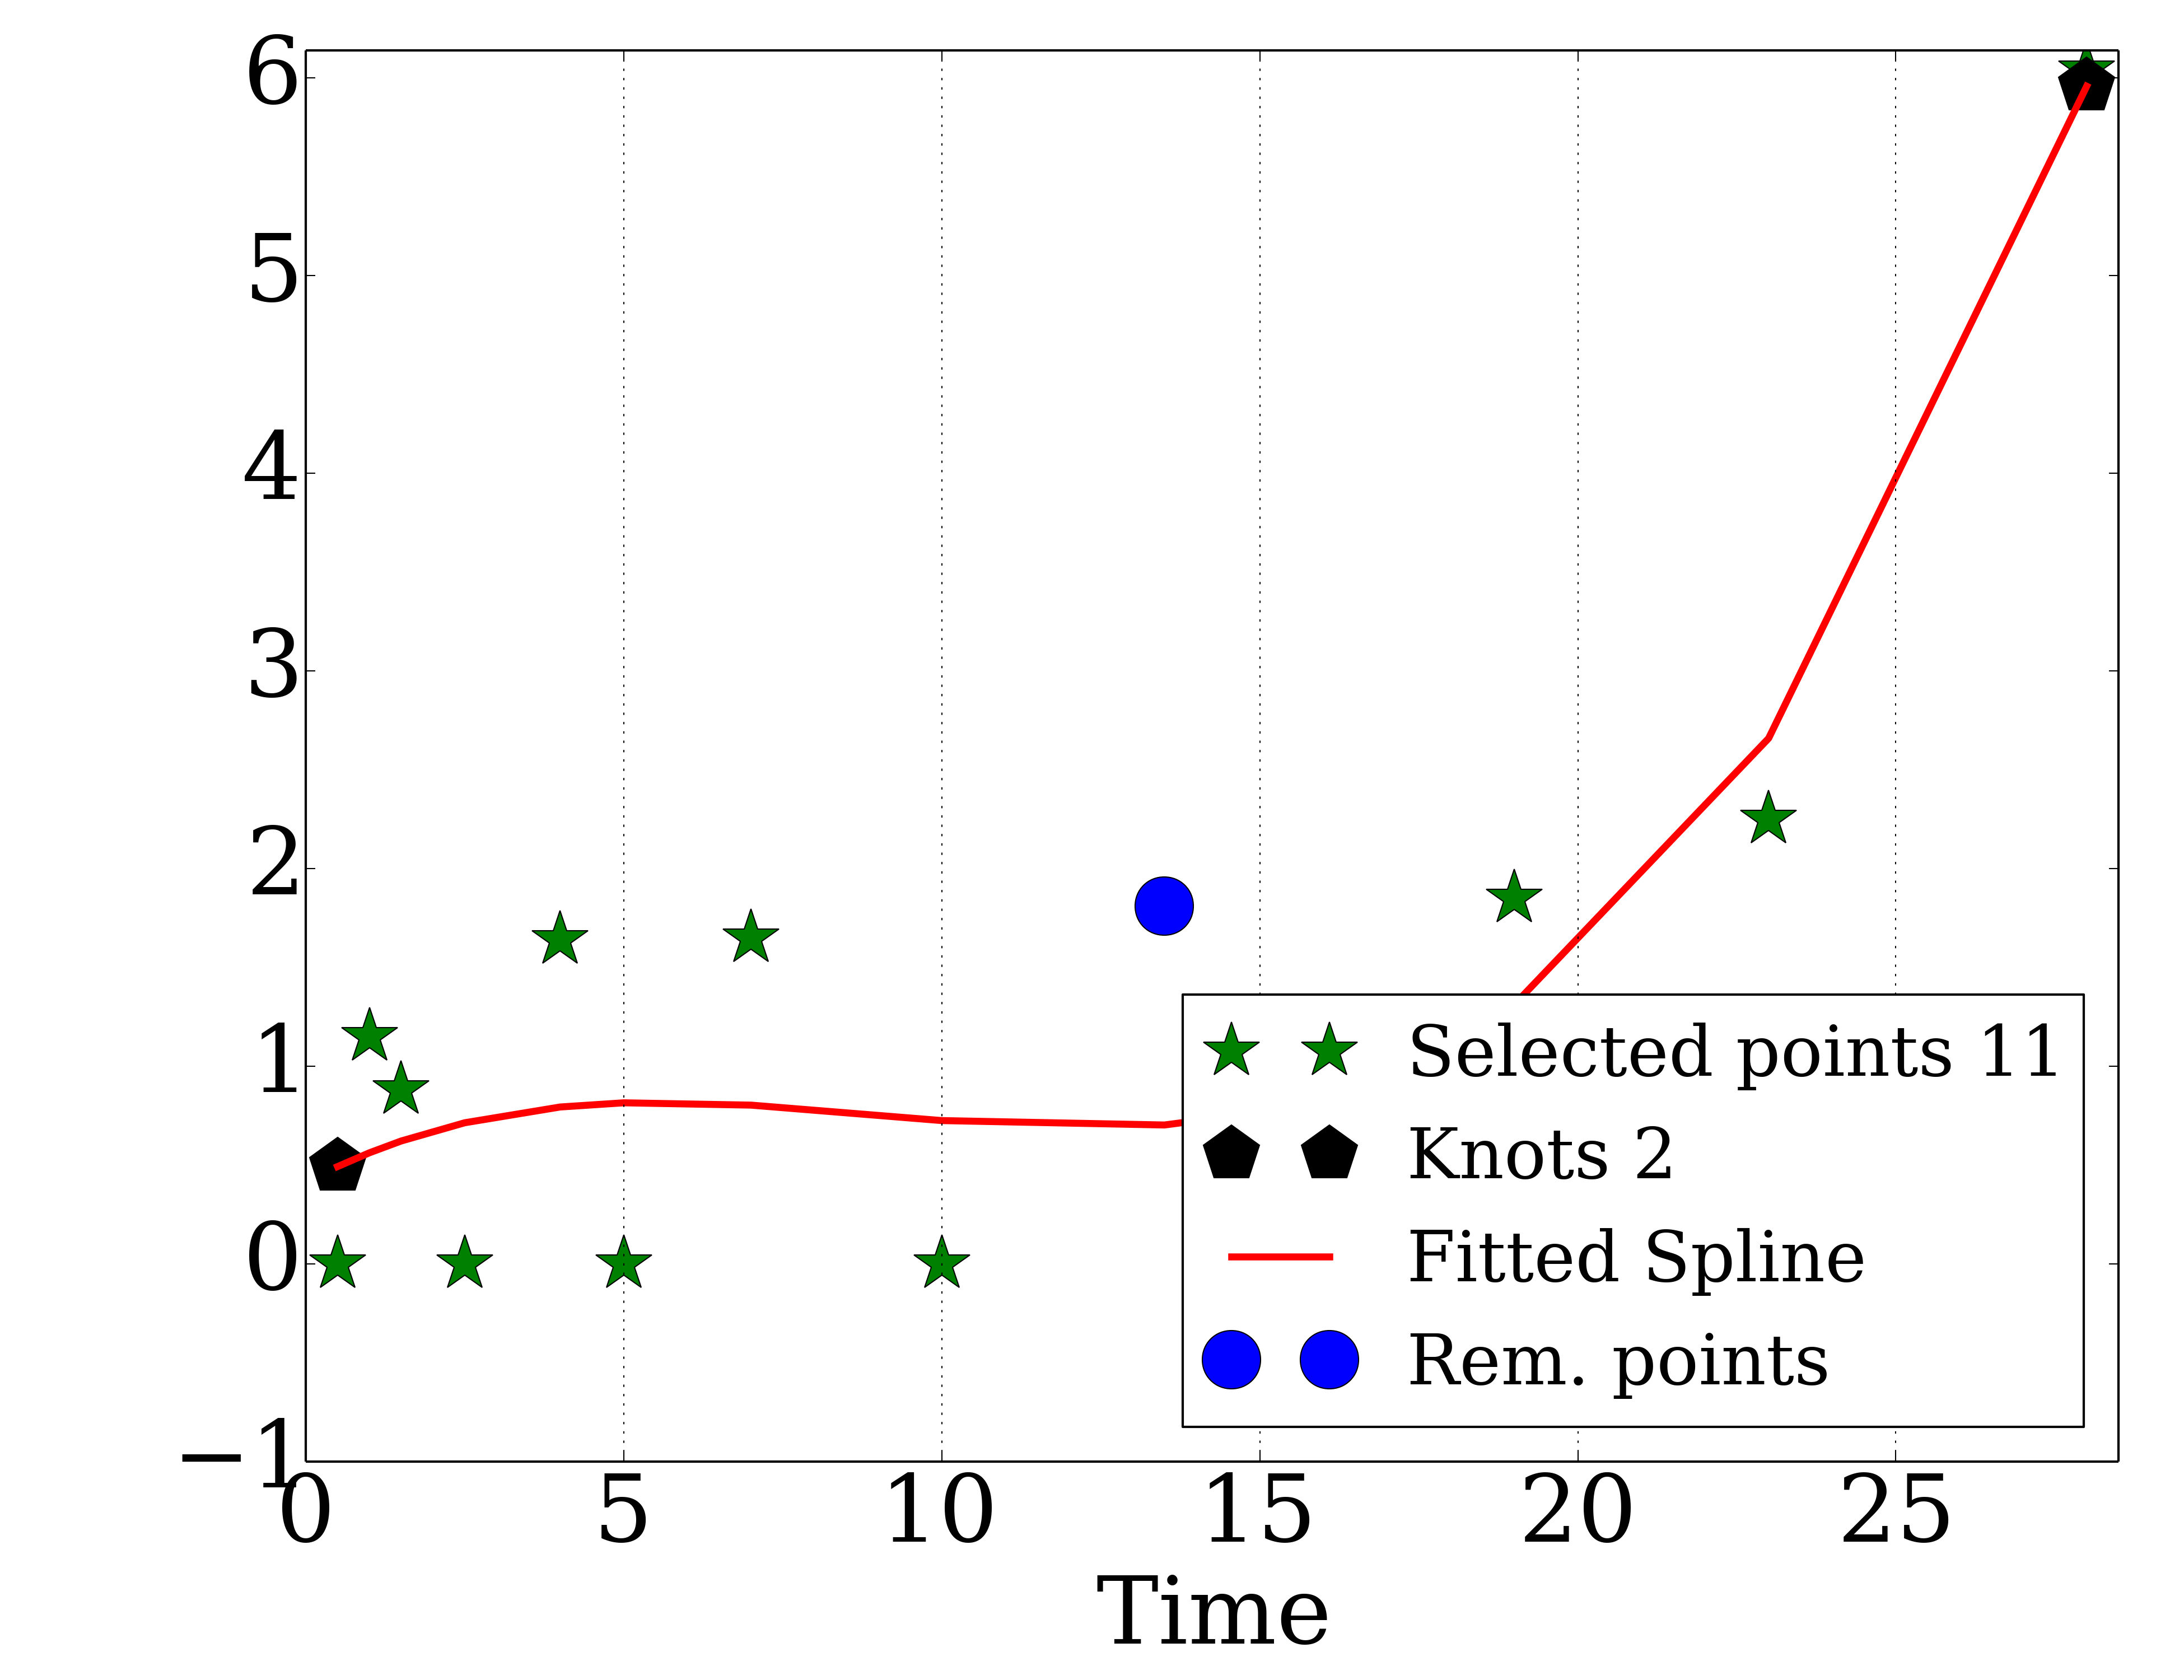 6
5
4
3
2
1
0
−1
0 5 10 15 20 25
Time
Selected points 11
Knots 2
Fitted Spline
Rem. points